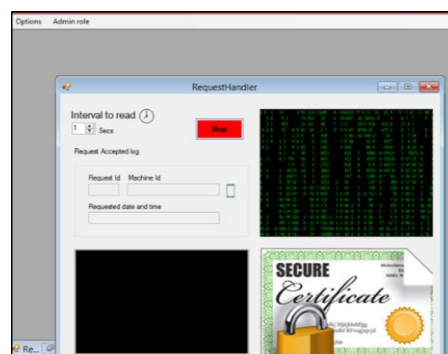 Options Admin role
RequestHandler
Interval to read
1 Secs
Stop
Request Accepted log
Request Id Machine Id
Requested date and time
SECURE
Certificate
Re...